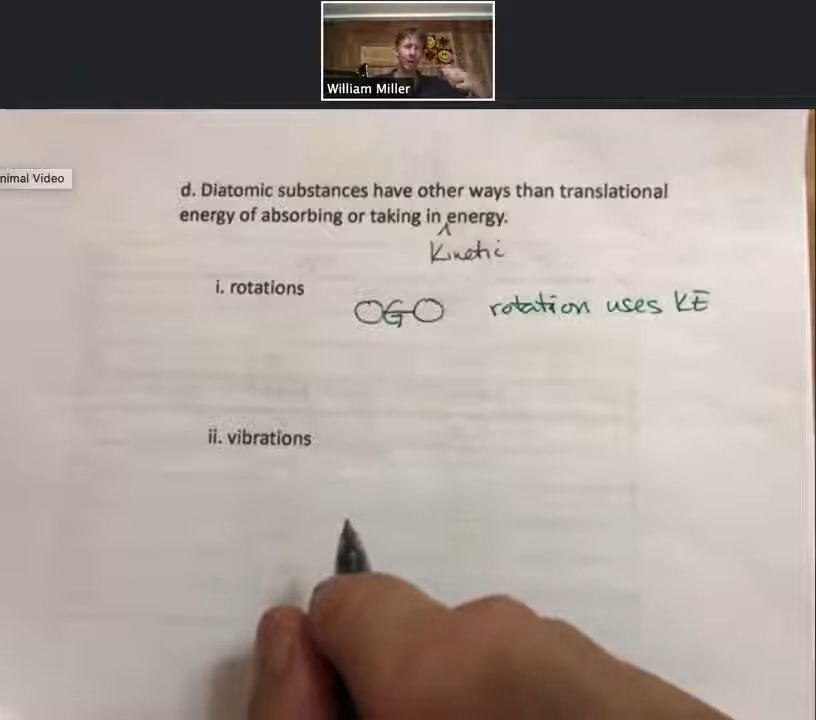 William Miller
nimal Video
d. Diatomic substances have other ways than translational
energy of absorbing or taking in energy.
Kinetic
i. rotations
rotation uses KE
ii. vibrations